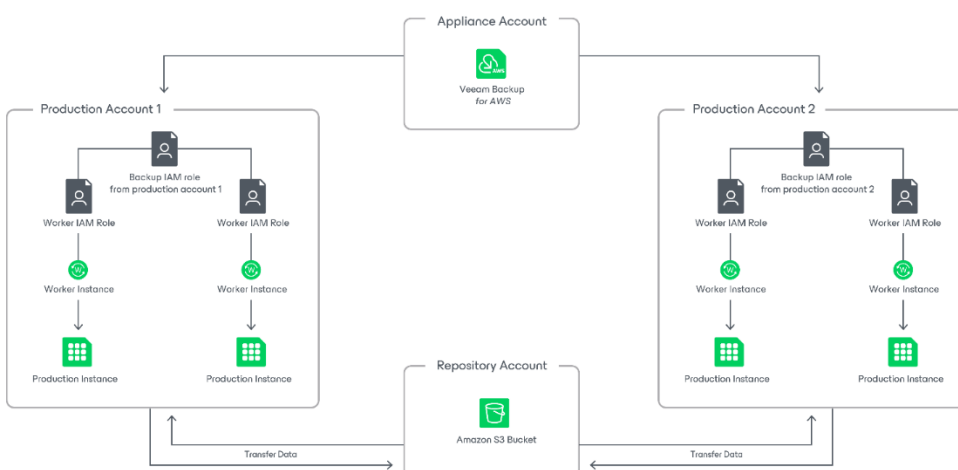 Appliance Account
AWS
Veeam Backup
for AWS
Production Account 1
Backup IAM role
from production account 1
Worker IAM Role
Worker IAM Role
W
W
Worker Instance
Worker Instance
Production Instance
Production Instance
Production Account 2
Backup IAM role
from production account 2
Worker IAM Role
Worker IAM Role
W
W
Worker Instance
Worker Instance
Production Instance
Production Instance
Repository Account
Amazon S3 Bucket
Transfer Data
Transfer Data